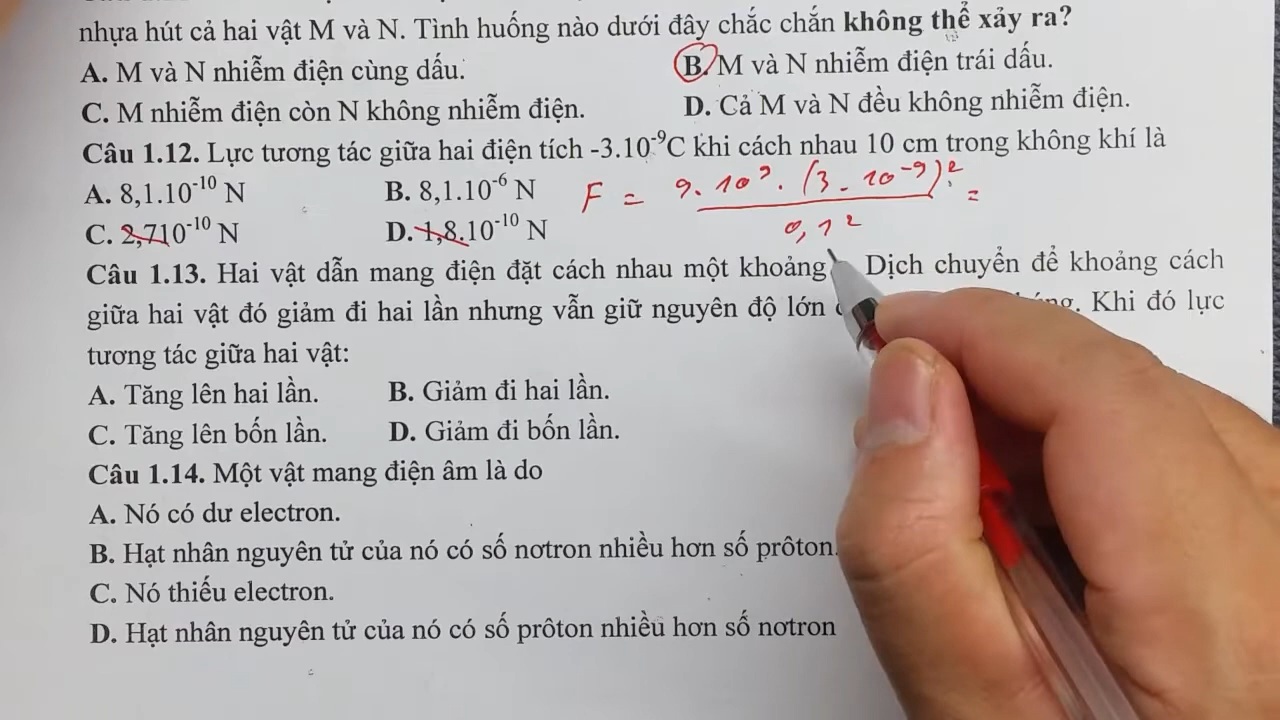 nhựa hút cả hai vật M và N. Tình huống nào dưới đây chắc chắn không thể xảy ra?
A. M và N nhiễm điện cùng dấu. B. M và N nhiễm điện trái dấu.
C. M nhiễm điện còn N không nhiễm điện. D. Cả M và N đều không nhiễm điện.
Câu 1.12. Lực tương tác giữa hai điện tích -3.10⁻⁹C khi cách nhau 10 cm trong không khí là
A. 8,1.10⁻¹⁰ N B. 8,1.10⁻⁶ N
C. 2,710⁻¹⁰ N D. 1,8.10⁻¹⁰ N
F = 9.10⁹.(3.10⁻⁹)² =
0,1²
Câu 1.13. Hai vật dẫn mang điện đặt cách nhau một khoảng Dịch chuyển để khoảng cách
giữa hai vật đó giảm đi hai lần nhưng vẫn giữ nguyên độ lớn Khi đó lực
tương tác giữa hai vật:
A. Tăng lên hai lần. B. Giảm đi hai lần.
C. Tăng lên bốn lần. D. Giảm đi bốn lần.
Câu 1.14. Một vật mang điện âm là do
A. Nó có dư electron.
B. Hạt nhân nguyên tử của nó có số nơtron nhiều hơn số prôton.
C. Nó thiếu electron.
D. Hạt nhân nguyên tử của nó có số prôton nhiều hơn số nơtron